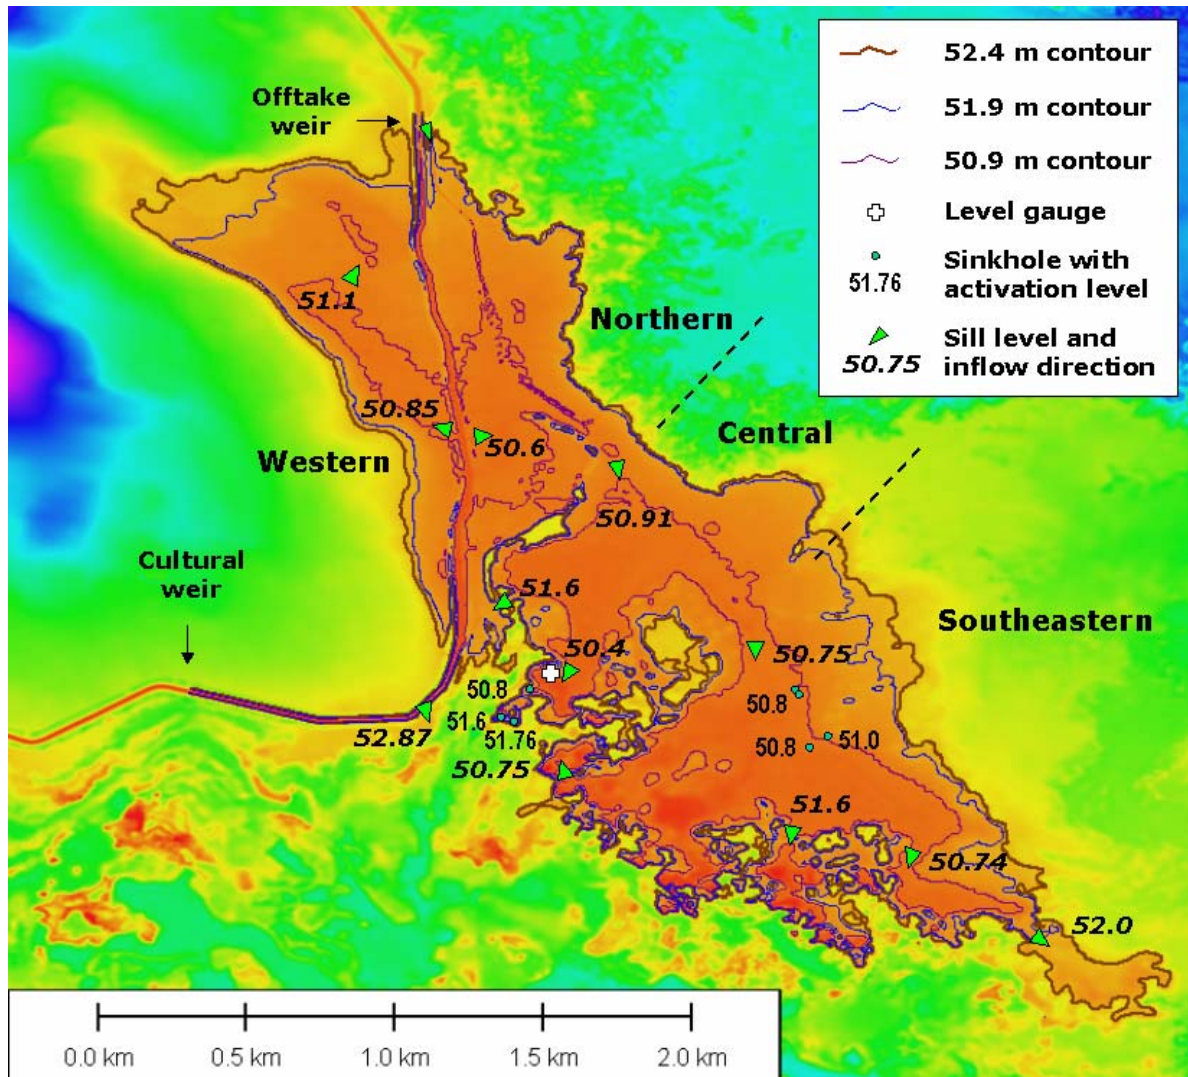 52.4 m contour
51.9 m contour
50.9 m contour
Level gauge
Sinkhole with
51.76
activation level
Sill level and
50.75
inflow direction
Offtake
weir
51.1
Northern
50.85
50.6
Central
Western
50.91
Cultural
weir
51.6
Southeastern
50.4
50.75
50.8
50.8
51.6
51.76
52.87
50.8
51.0
50.75
51.6
50.74
52.0
0.0 km
0.5 km
1.0 km
1.5 km
2.0 km